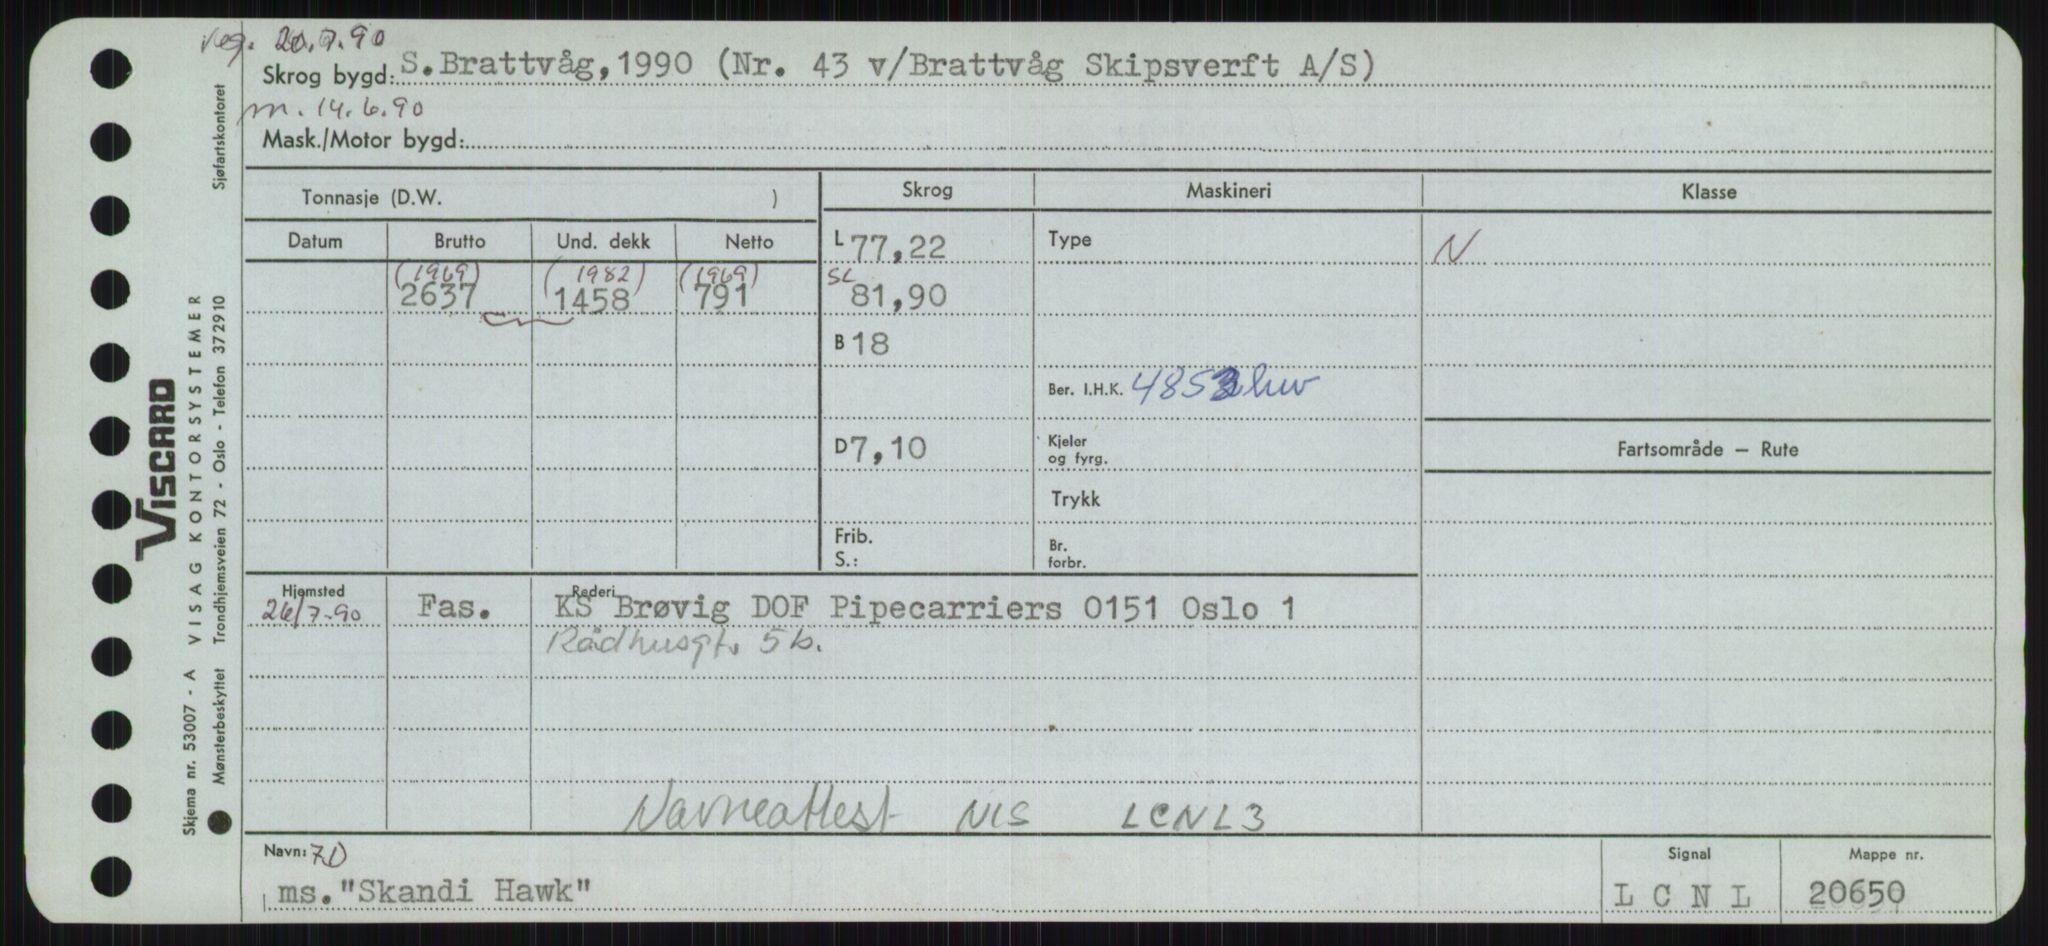 reg. 20.7.90
Skrog bygd: S.Brattvåg,1990 (Nr. 43 v/Brattvåg Skipsverft A/S)
m. 14.6.90
Mask./Motor bygd:
Tonnasje (D.W. )
Skrog
Maskineri
Klasse
Datum
Brutto
Und. dekk
Netto
L 77,22
Type
N
(1969)
(1982)
(1969)
2637
1458
791
SL 81,90
B 18
Ber. I.H.K. 4853 hw
D 7,10
Kjeler
og fyrg.
Fartsområde — Rute
Trykk
Frib.
S.:
Br.
forbr.
Hjemsted
Rederi
26/7-90
Fas.
KS Brøvig DOF Pipecarriers 0151 Oslo 1
Rådhusgt. 5b.
Navneattest NIS LCNL3
Navn: 7D
ms."Skandi Hawk"
Signal
L C N L
Mappe nr.
20650
VISCARD
Skjema nr. 53007 - A VISAG KONTORSYSTEMER
Mønsterbeskyttet Trondhjemsveien 72 - Oslo - Telefon 372910 Sjøfartskontoret